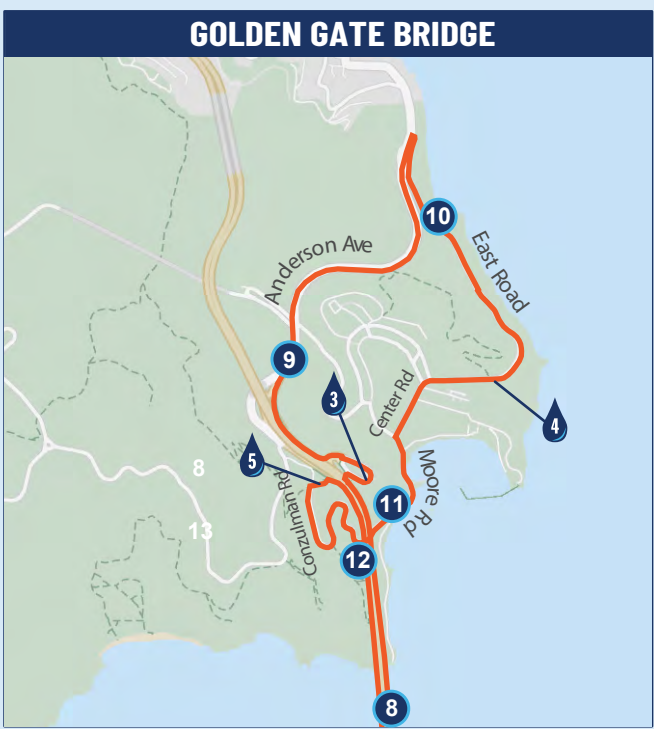 GOLDEN GATE BRIDGE
10
Anderson Ave
East Road
9
3
Center Rd
4
5
8
Moore Rd
Conzulman Rd
11
13
12
8